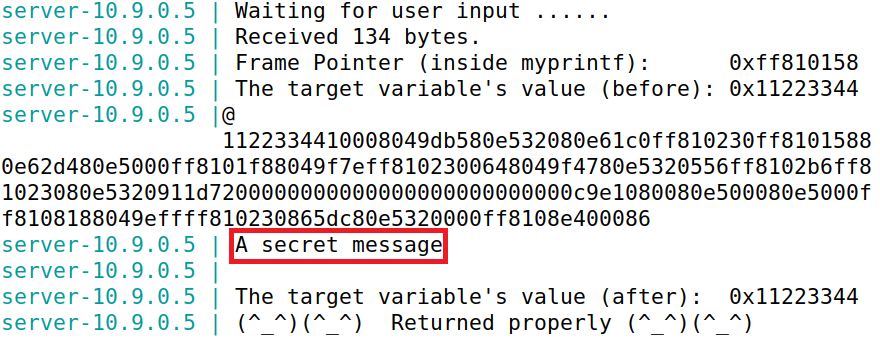 server-10.9.0.5 | Waiting for user input ......
server-10.9.0.5 | Received 134 bytes.
server-10.9.0.5 | Frame Pointer (inside myprintf):      0xff810158
server-10.9.0.5 | The target variable's value (before): 0x11223344
server-10.9.0.5 |@
1122334410008049db580e532080e61c0ff810230ff8101588
0e62d480e5000ff8101f88049f7eff8102300648049f4780e5320556ff8102b6ff8
1023080e5320911d7200000000000000000000000000c9e1080080e500080e5000f
f8108188049effff810230865dc80e5320000ff8108e400086
server-10.9.0.5 | A secret message
server-10.9.0.5 |
server-10.9.0.5 | The target variable's value (after):  0x11223344
server-10.9.0.5 | (^_^)(^_^)  Returned properly (^_^)(^_^)